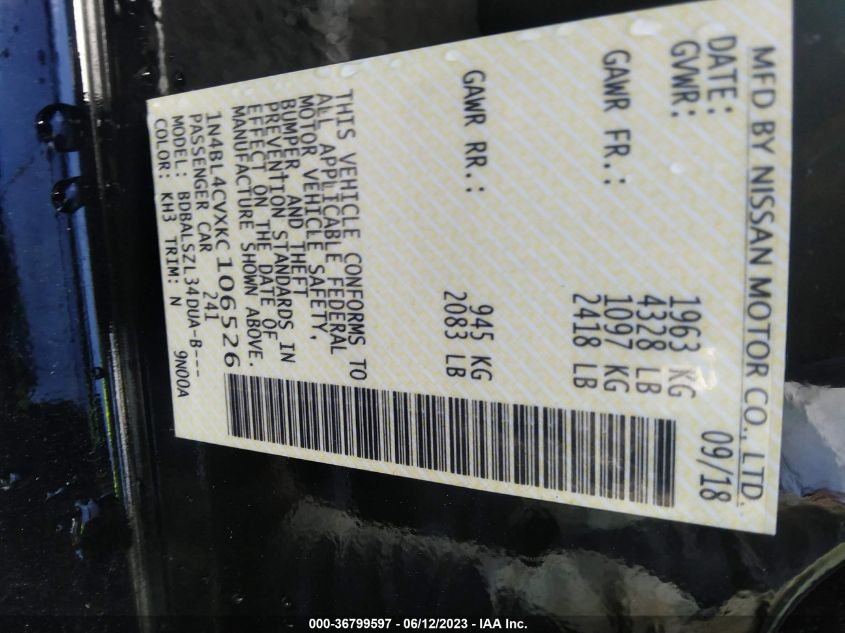 MFD BY NISSAN MOTOR CO., LTD.
DATE: 09/18
GVWR: 1963 KG
4328 LB
GAWR FR.: 1097 KG
2418 LB
GAWR RR.: 945 KG
2083 LB
THIS VEHICLE CONFORMS TO
ALL APPLICABLE FEDERAL
MOTOR VEHICLE SAFETY,
BUMPER, AND THEFT
PREVENTION STANDARDS IN
EFFECT ON THE DATE OF
MANUFACTURE SHOWN ABOVE.
1N4BL4CVXKC106526
PASSENGER CAR 241
MODEL: BDBALSZL34DUA-B---
COLOR: KH3 TRIM: N 9N00A
000-36799597 - 06/12/2023 - IAA Inc.